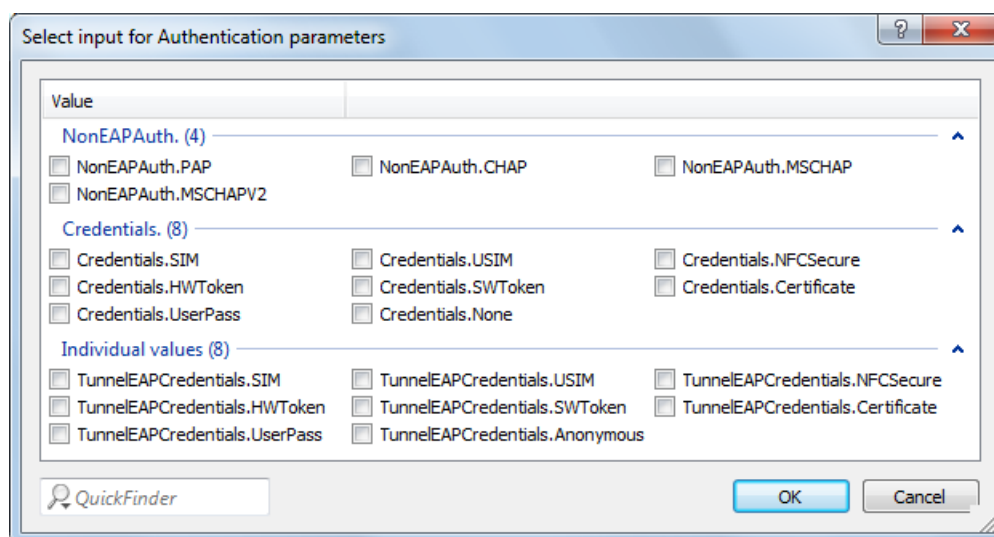 Select input for Authentication parameters
?
X
Value
NonEAPAuth. (4)
NonEAPAuth.PAP NonEAPAuth.CHAP NonEAPAuth.MSCHAP
NonEAPAuth.MSCHAPV2
Credentials. (8)
Credentials.SIM Credentials.USIM Credentials.NFCSecure
Credentials.HWToken Credentials.SWToken Credentials.Certificate
Credentials.UserPass Credentials.None
Individual values (8)
TunnelEAPCredentials.SIM TunnelEAPCredentials.USIM TunnelEAPCredentials.NFCSecure
TunnelEAPCredentials.HWToken TunnelEAPCredentials.SWToken TunnelEAPCredentials.Certificate
TunnelEAPCredentials.UserPass TunnelEAPCredentials.Anonymous
QuickFinder OK Cancel